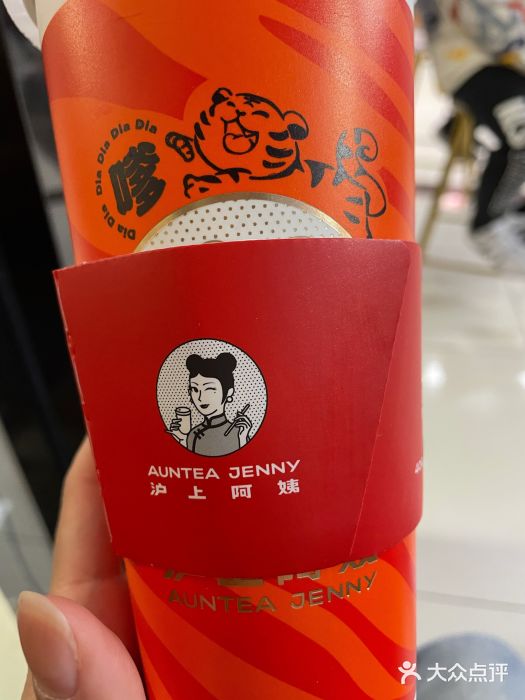 Dia Dia Dia Dia Dia Dia Dia
嗲
AUNTEA JENNY
沪上阿姨
AUNTEA JENNY
大众点评